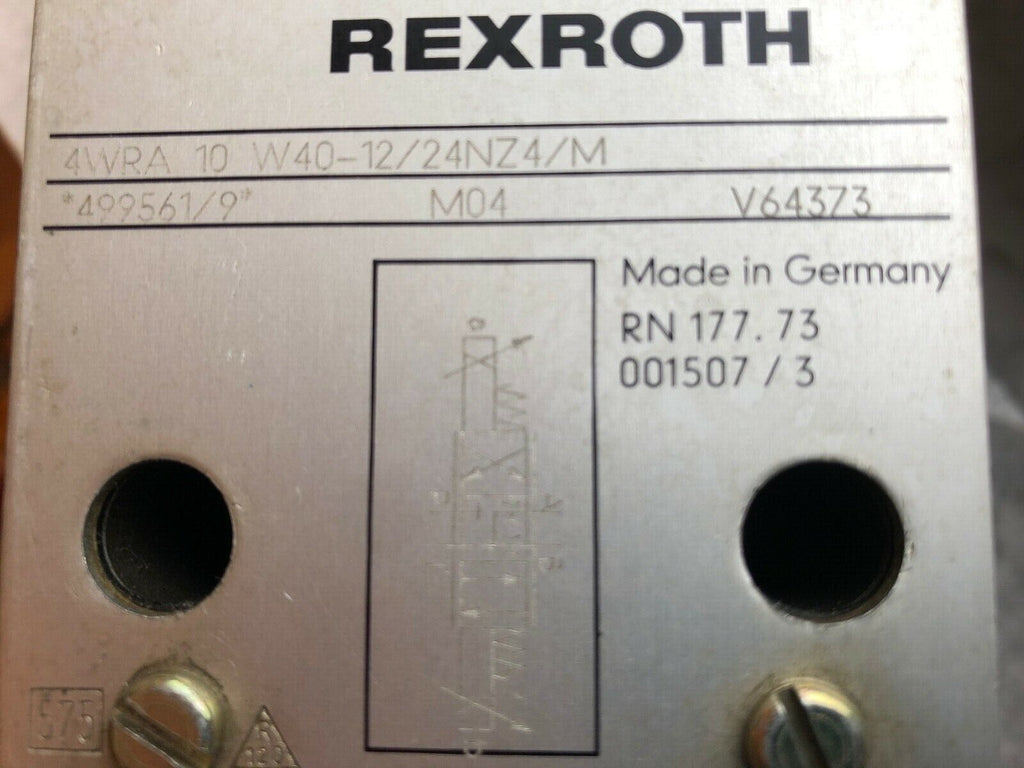 REXROTH
4WRA 10 W40-12/24NZ4/M
*499561/9* M04 V64373
Made in Germany
RN 177.73
001507 / 3
575
R
120